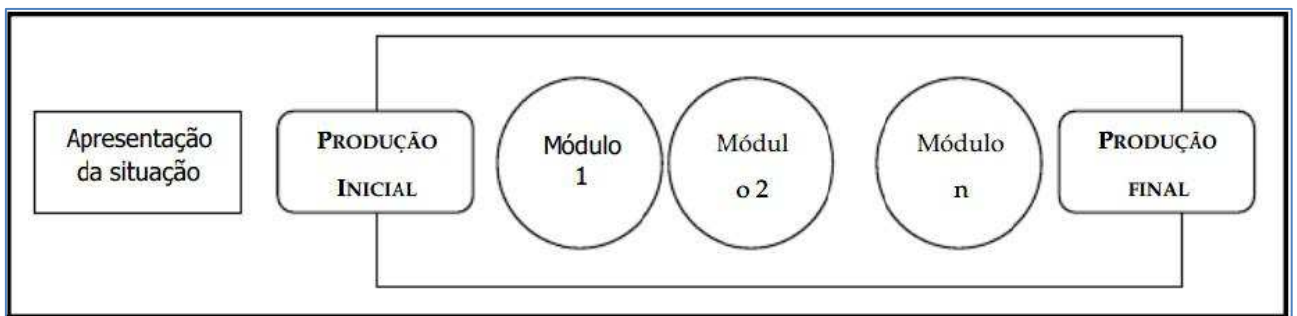 Apresentação
da situação
PRODUÇÃO
INICIAL
Módulo
1
Módul
o 2
Módulo
n
PRODUÇÃO
FINAL